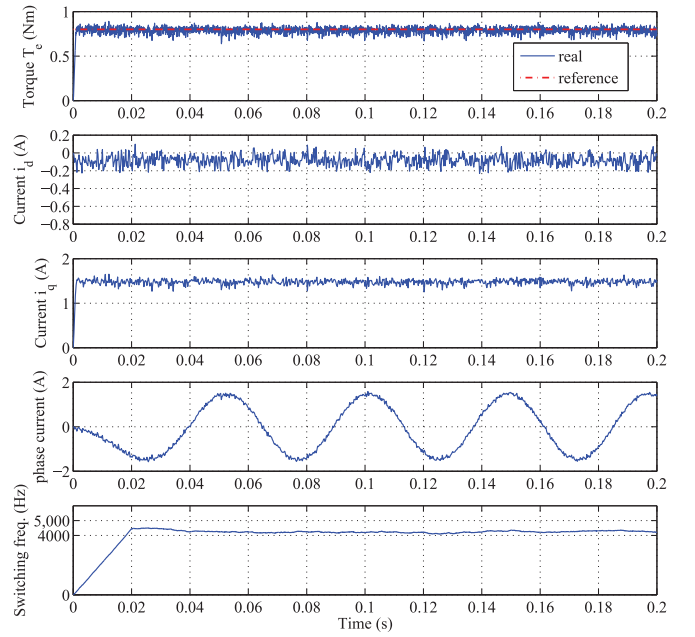 Torque T_e (Nm)
1
0.5
0
real
reference
0 0.02 0.04 0.06 0.08 0.1 0.12 0.14 0.16 0.18 0.2
Current i_d (A)
0.2
0
−0.2
−0.4
−0.6
−0.8
0 0.02 0.04 0.06 0.08 0.1 0.12 0.14 0.16 0.18 0.2
Current i_q (A)
2
1
0
0 0.02 0.04 0.06 0.08 0.1 0.12 0.14 0.16 0.18 0.2
phase current (A)
2
0
−2
0 0.02 0.04 0.06 0.08 0.1 0.12 0.14 0.16 0.18 0.2
Switching freq. (Hz)
5,000
4000
0
0 0.02 0.04 0.06 0.08 0.1 0.12 0.14 0.16 0.18 0.2
Time (s)